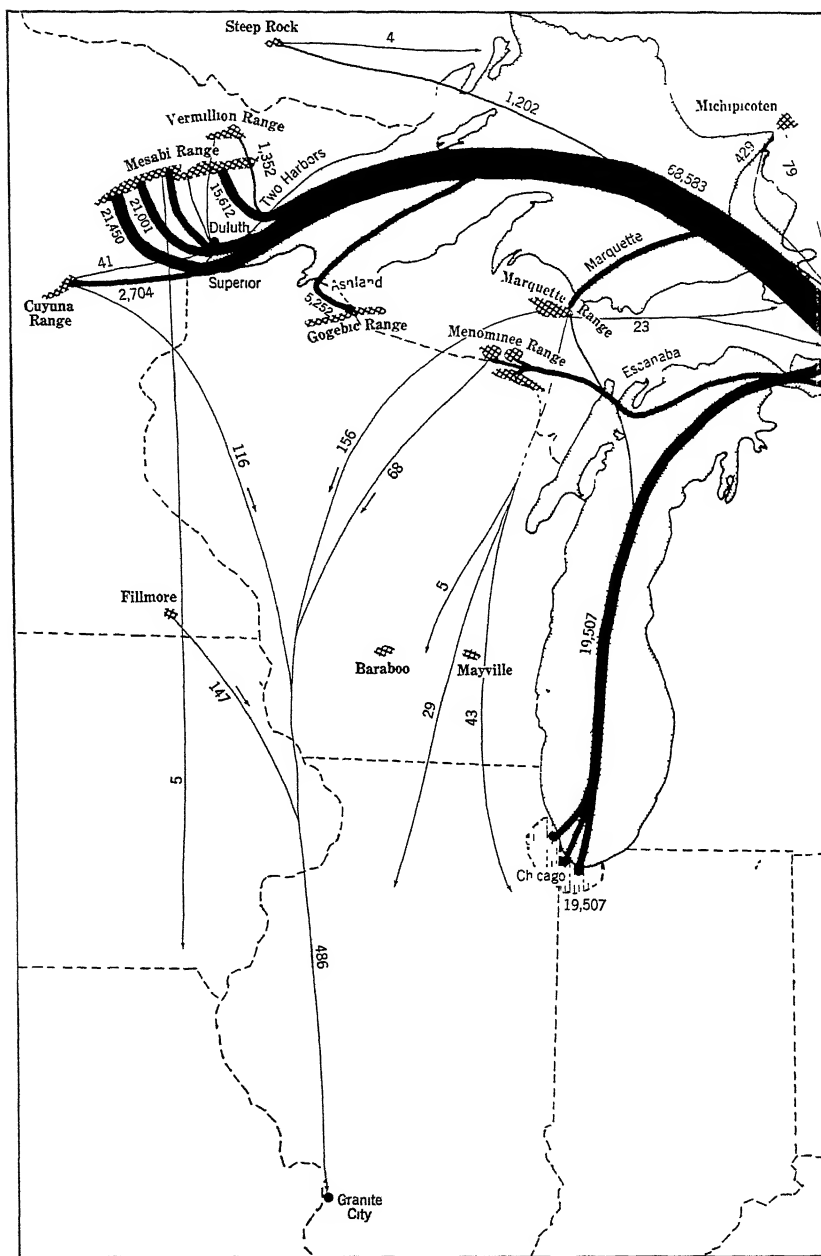 Steep Rock
4
1,202
Michipicoten
Vermillion Range
Mesabi Range
1,352
Two Harbors
429
79
68,583
15,612
21,001
21,450
Duluth
41
Superior
Marquette
2,704
Ashland
5,252
Cuyuna
Range
Gogebic Range
Marquette
Range
23
Menominee Range
Escanaba
156
68
116
5
Fillmore
19,507
Baraboo
Mayville
147
29
43
5
Ch cago
19,507
486
Granite
City